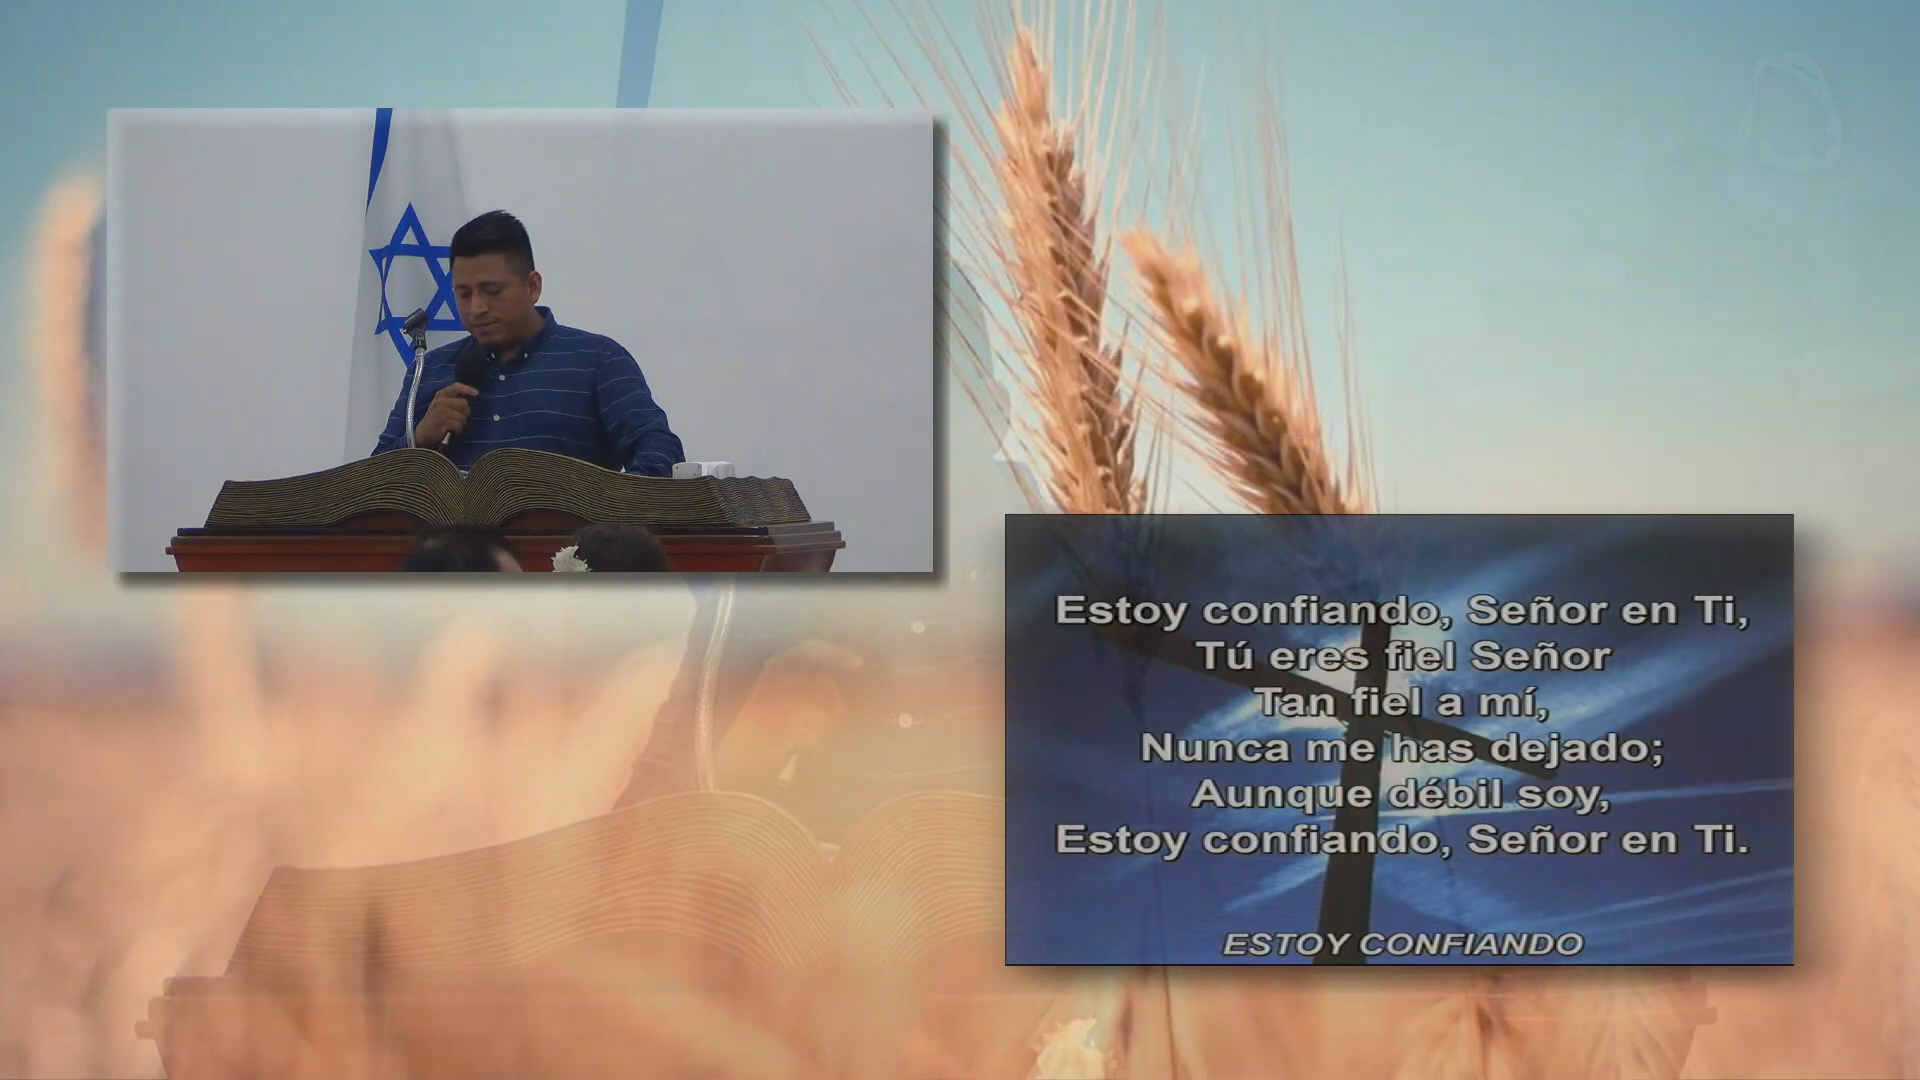 Estoy confiando, Señor en Ti,
Tú eres fiel Señor
Tan fiel a mí,
Nunca me has dejado;
Aunque débil soy,
Estoy confiando, Señor en Ti.
ESTOY CONFIANDO